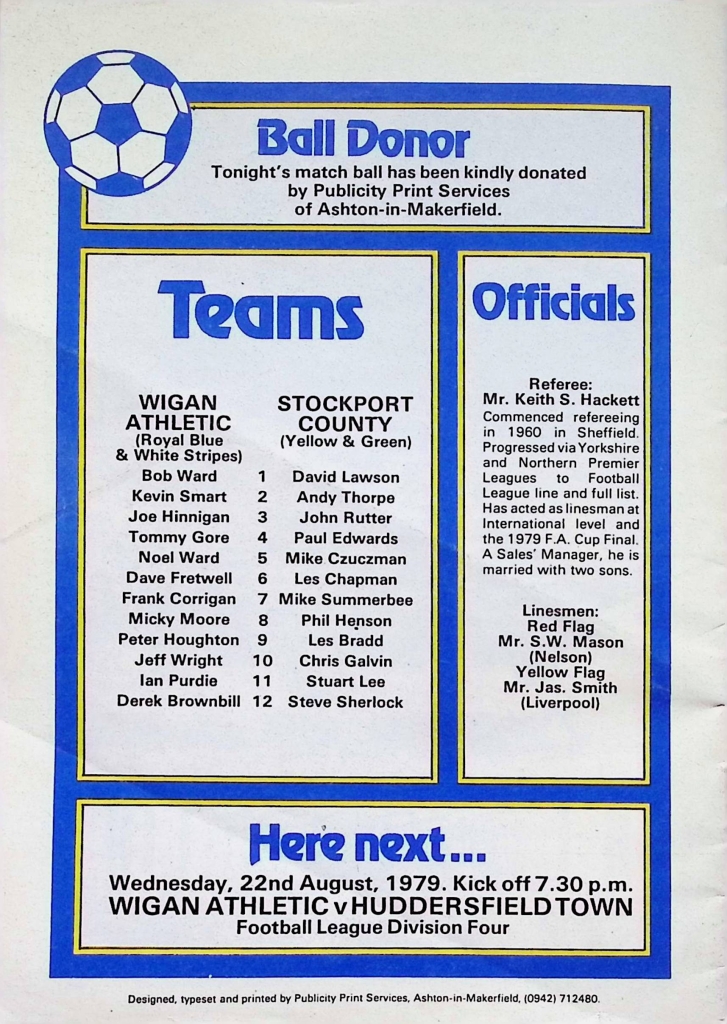 Ball Donor
Tonight's match ball has been kindly donated
by Publicity Print Services
of Ashton-in-Makerfield.
Teams
WIGAN
ATHLETIC
(Royal Blue
& White Stripes)
STOCKPORT
COUNTY
(Yellow & Green)
Bob Ward 1 David Lawson
Kevin Smart 2 Andy Thorpe
Joe Hinnigan 3 John Rutter
Tommy Gore 4 Paul Edwards
Noel Ward 5 Mike Czuczman
Dave Fretwell 6 Les Chapman
Frank Corrigan 7 Mike Summerbee
Micky Moore 8 Phil Henson
Peter Houghton 9 Les Bradd
Jeff Wright 10 Chris Galvin
Ian Purdie 11 Stuart Lee
Derek Brownbill 12 Steve Sherlock
Officials
Referee:
Mr. Keith S. Hackett
Commenced refereeing
in 1960 in Sheffield.
Progressed via Yorkshire
and Northern Premier
Leagues to Football
League line and full list.
Has acted as linesman at
International level and
the 1979 F.A. Cup Final.
A Sales' Manager, he is
married with two sons.
Linesmen:
Red Flag
Mr. S.W. Mason
(Nelson)
Yellow Flag
Mr. Jas. Smith
(Liverpool)
Here next...
Wednesday, 22nd August, 1979. Kick off 7.30 p.m.
WIGAN ATHLETIC v HUDDERSFIELD TOWN
Football League Division Four
Designed, typeset and printed by Publicity Print Services, Ashton-in-Makerfield, (0942) 712480.